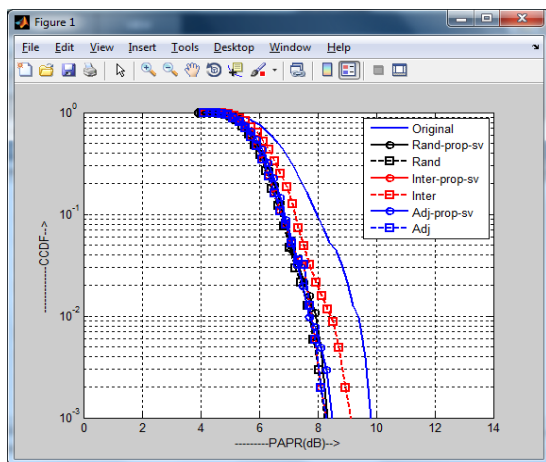 Figure 1
File Edit View Insert Tools Desktop Window Help
10^0
10^-1
10^-2
10^-3
----------CCDF-->
Original
Rand-prop-sv
Rand
Inter-prop-sv
Inter
Adj-prop-sv
Adj
0 2 4 6 8 10 12 14
---------PAPR(dB)-->